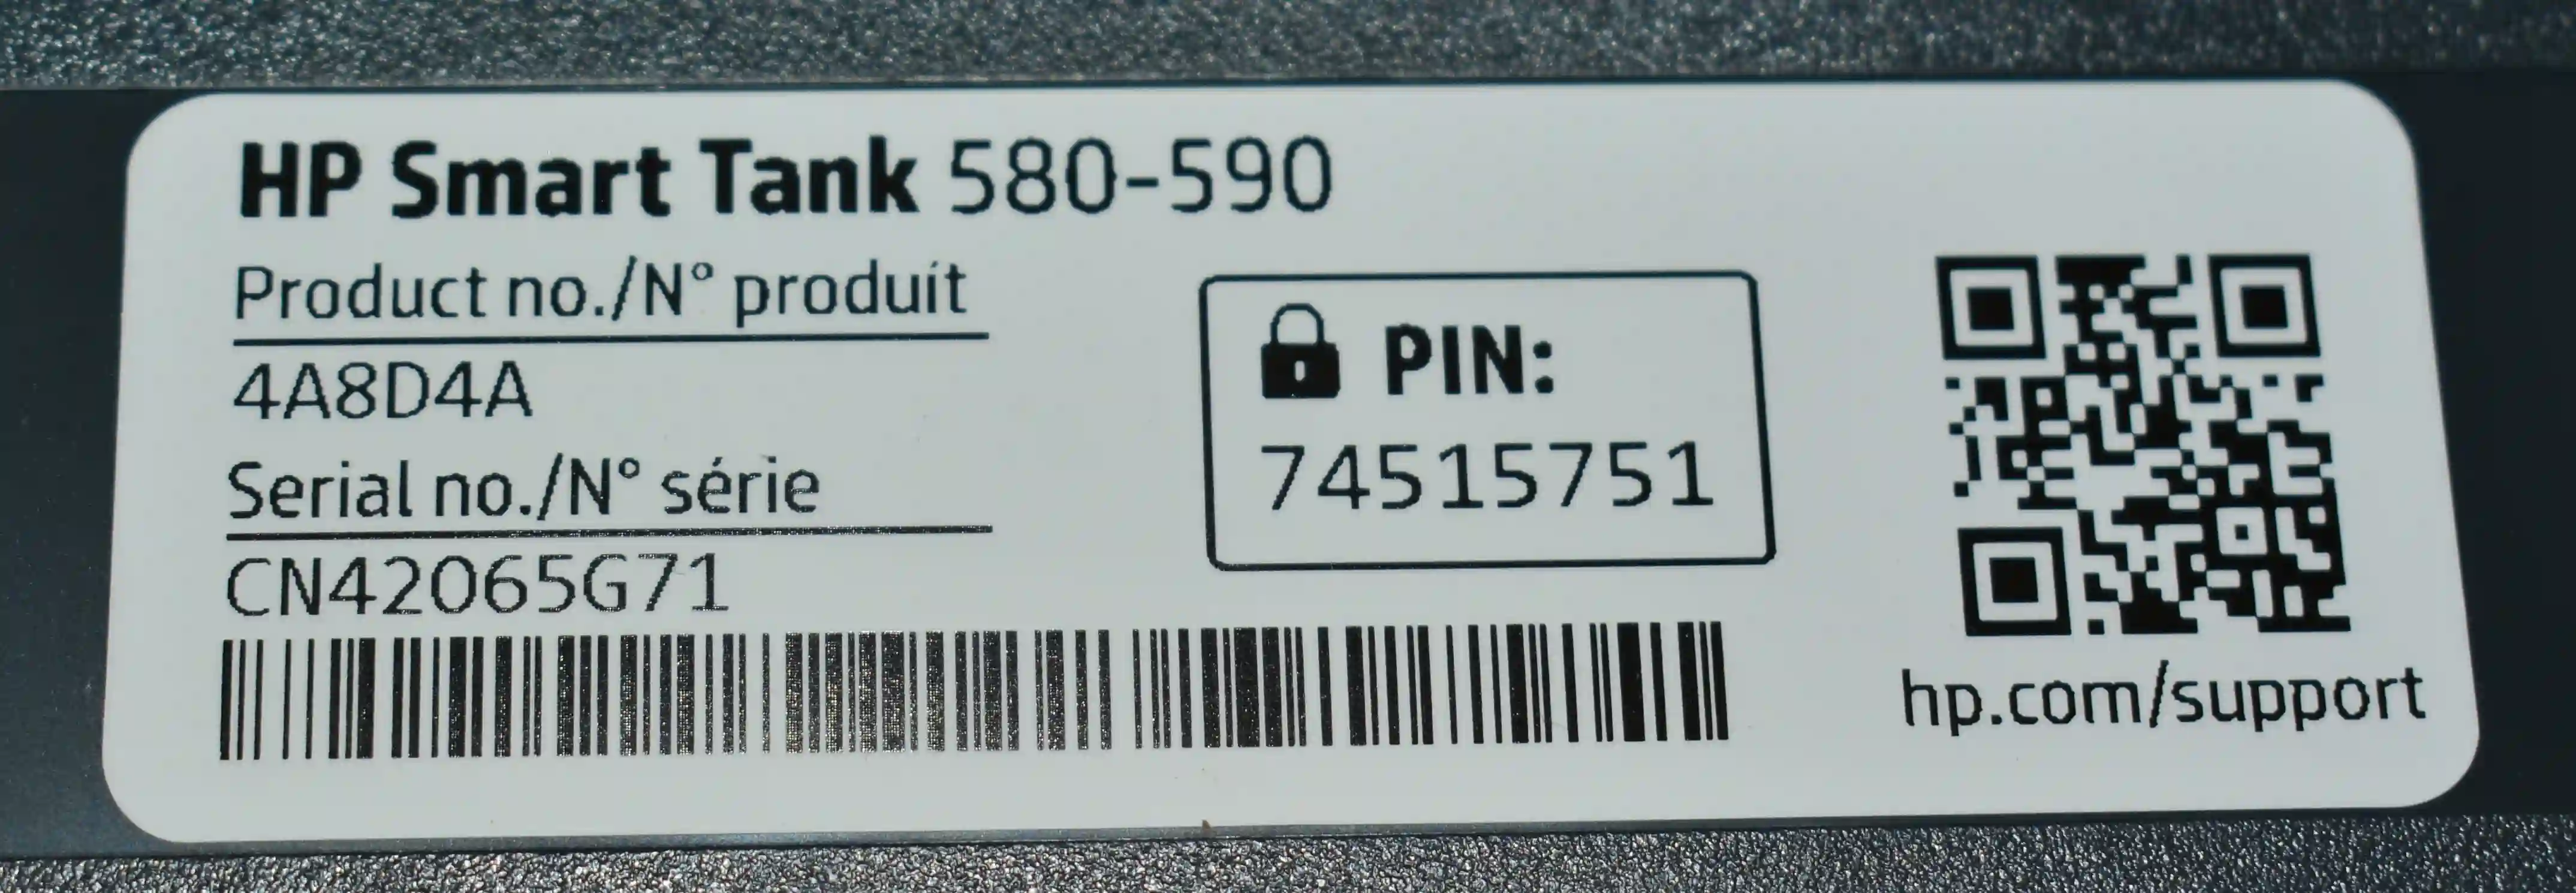 HP Smart Tank 580-590
Product no./N° produit
4A8D4A
Serial no./N° série
CN42065G71
PIN:
74515751
hp.com/support